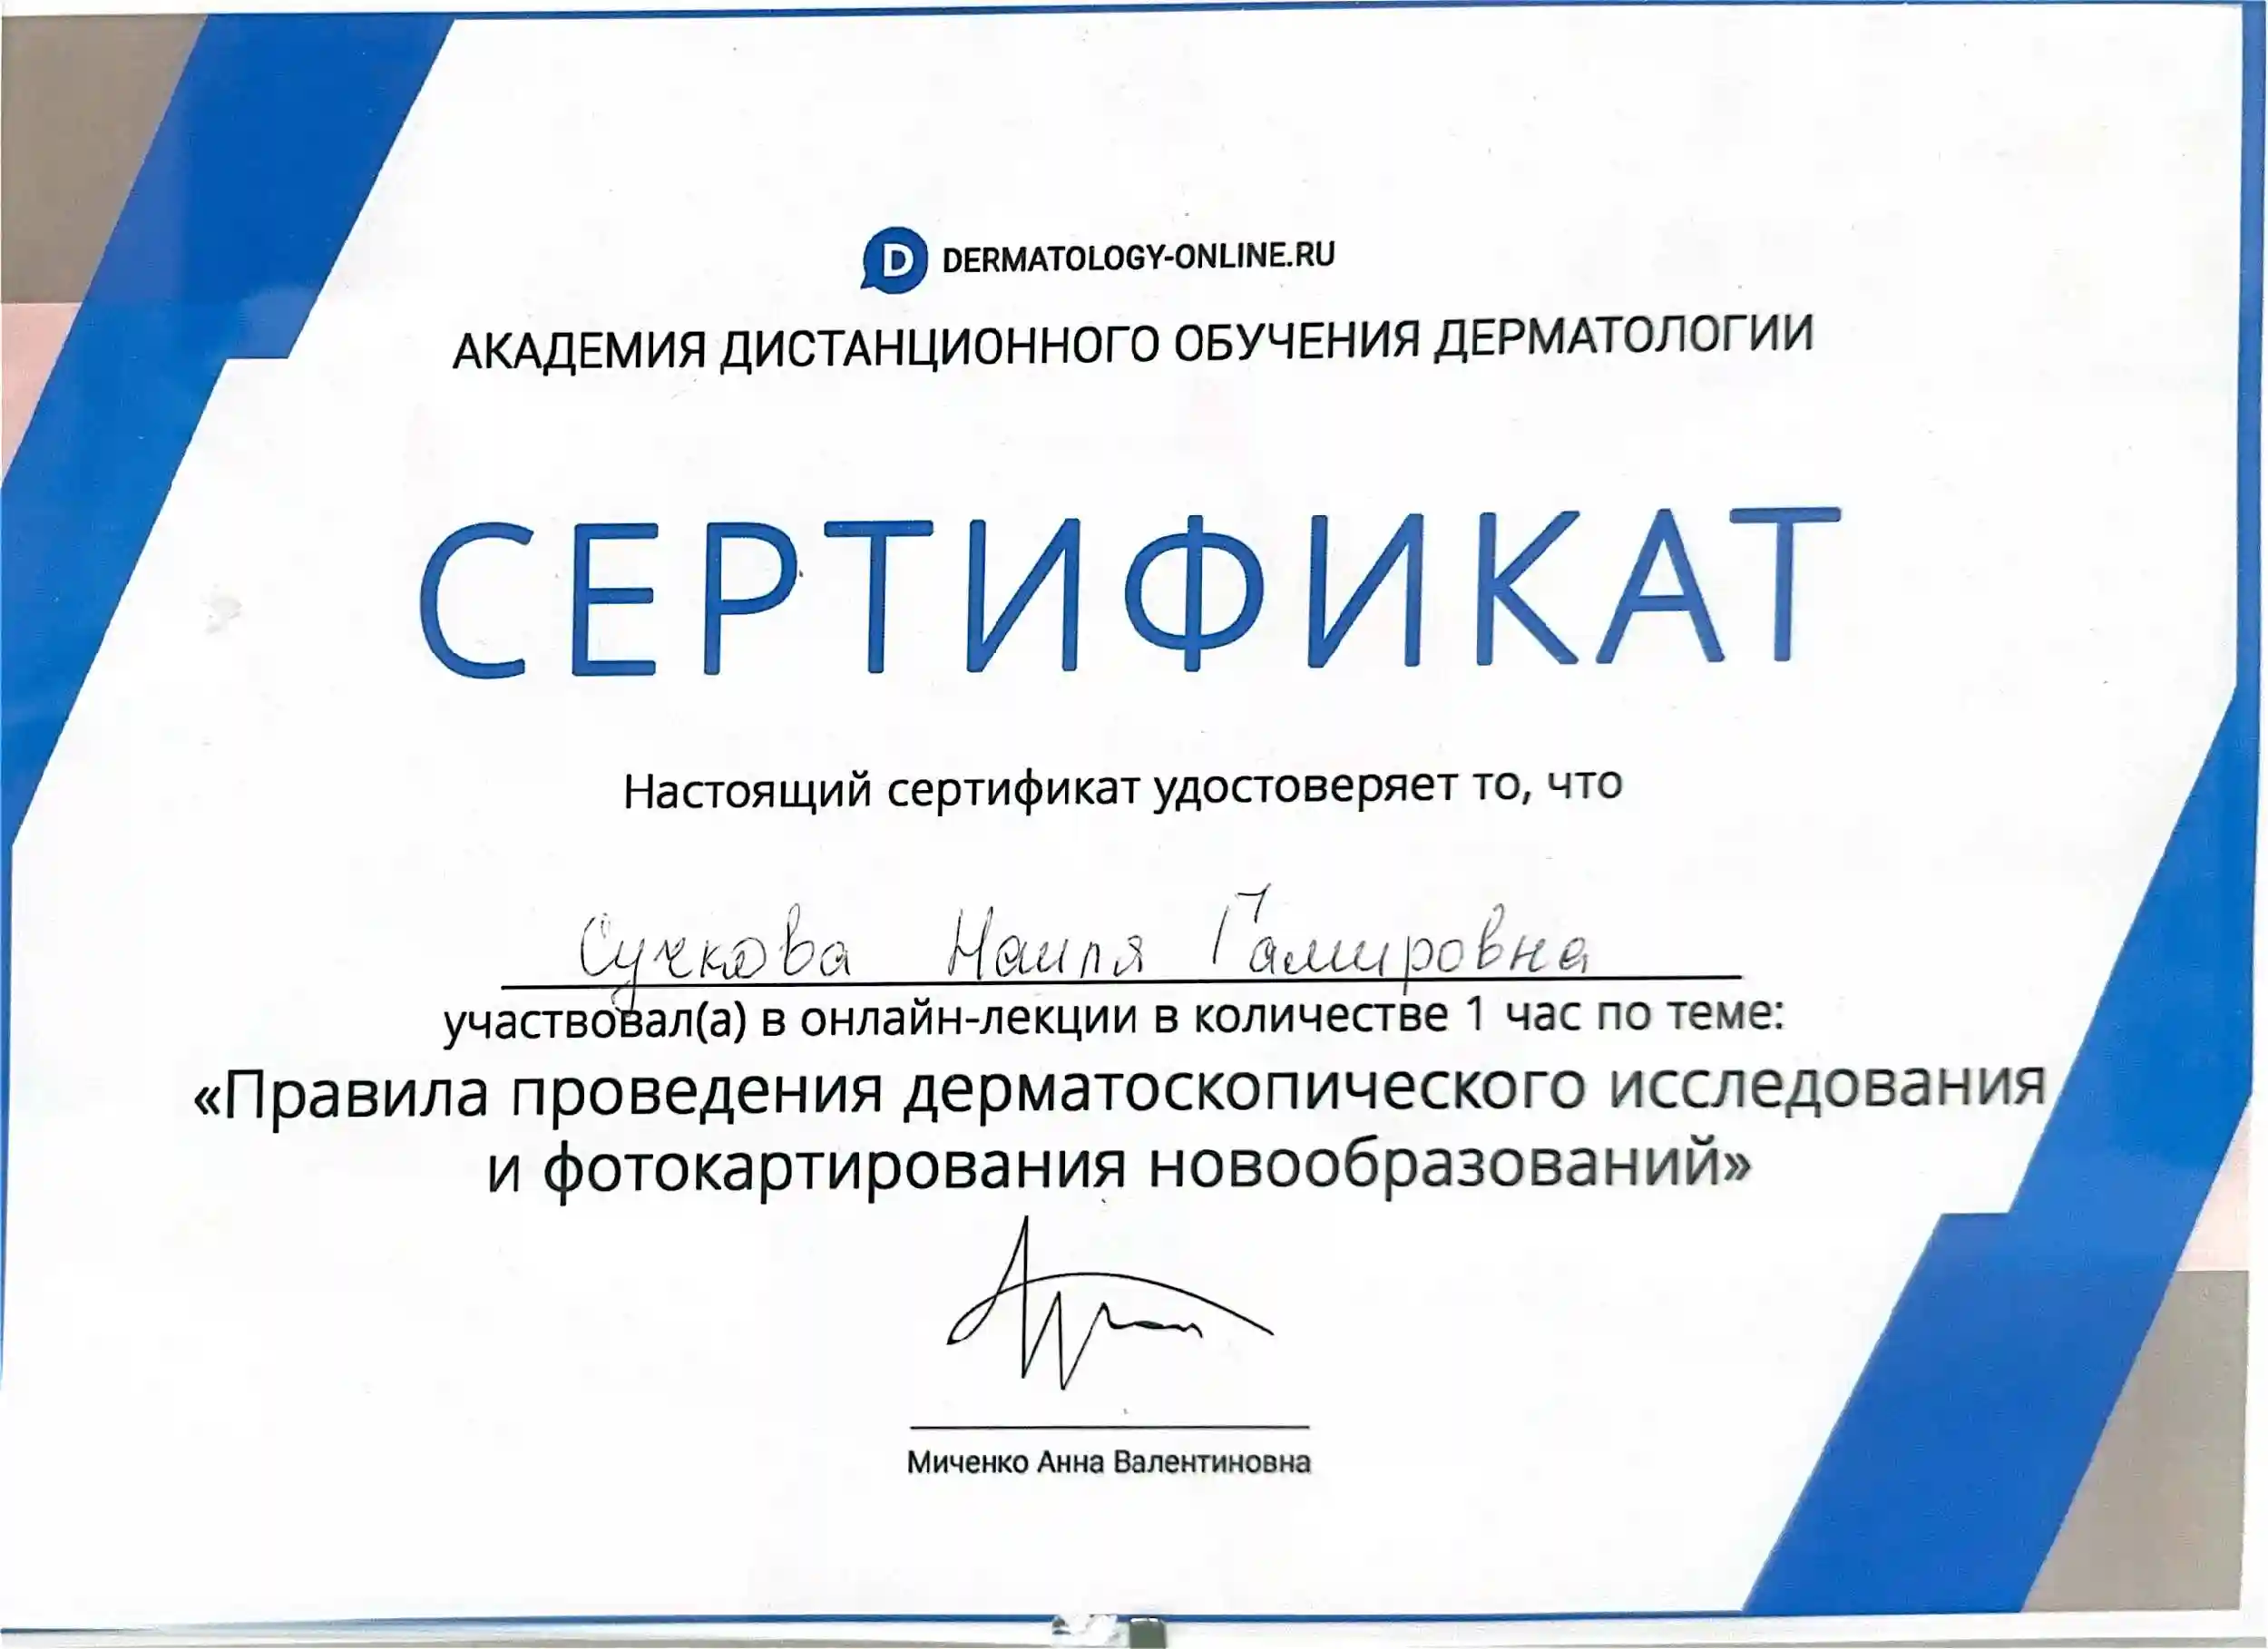 D DERMATOLOGY-ONLINE.RU
АКАДЕМИЯ ДИСТАНЦИОННОГО ОБУЧЕНИЯ ДЕРМАТОЛОГИИ
СЕРТИФИКАТ
Настоящий сертификат удостоверяет то, что
Сучкова Наиля Гамировна
участвовал(а) в онлайн-лекции в количестве 1 час по теме:
«Правила проведения дерматоскопического исследования
и фотокартирования новообразований»
Миченко Анна Валентиновна